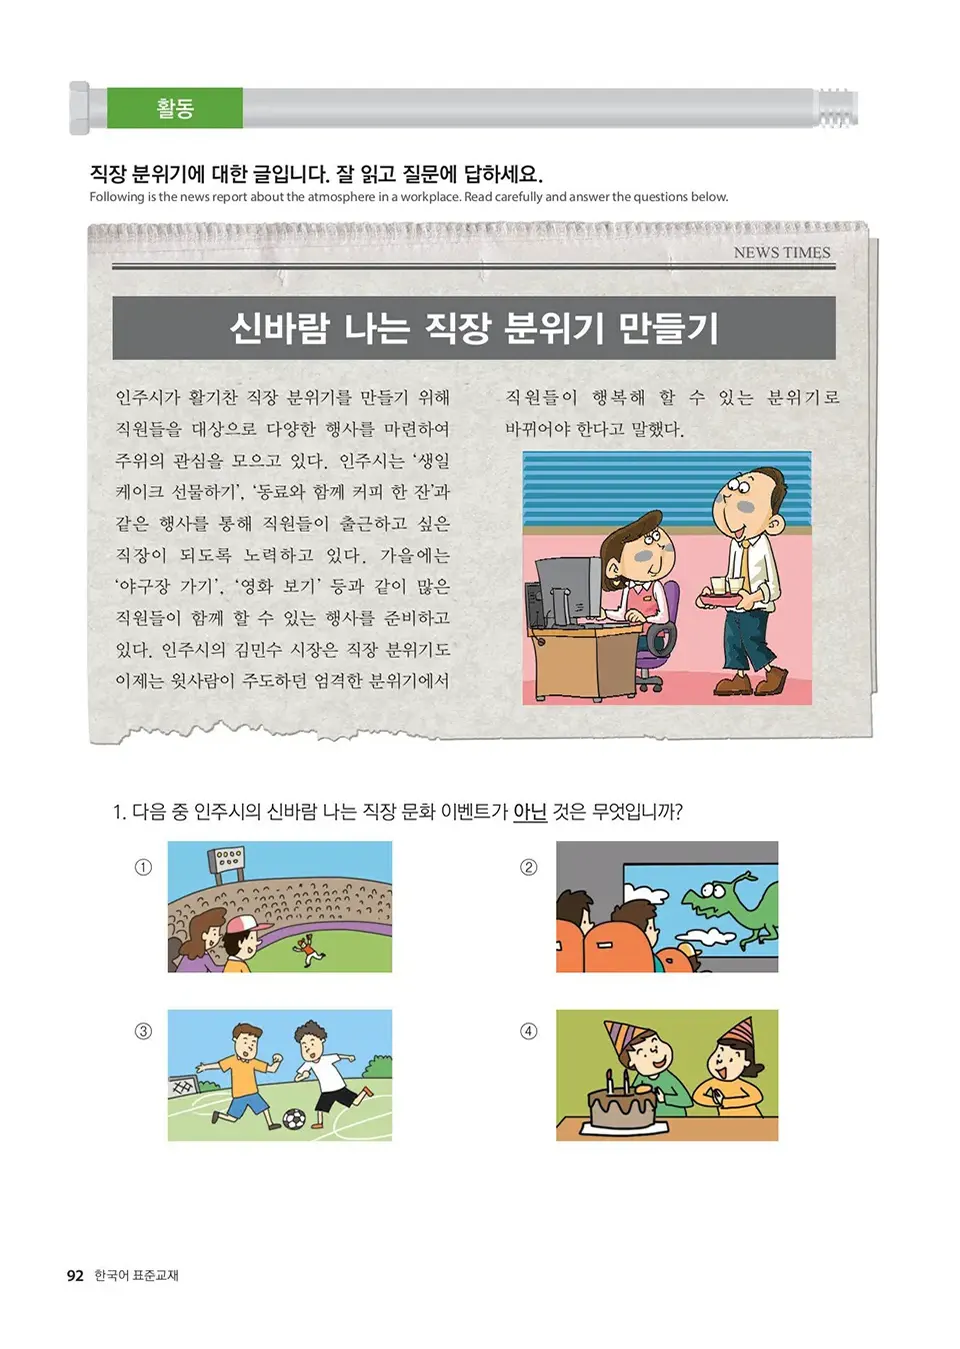 활동
직장 분위기에 대한 글입니다. 잘 읽고 질문에 답하세요.
Following is the news report about the atmosphere in a workplace. Read carefully and answer the questions below.
NEWS TIMES
신바람 나는 직장 분위기 만들기
인주시가 활기찬 직장 분위기를 만들기 위해
직원들을 대상으로 다양한 행사를 마련하여
주위의 관심을 모으고 있다. 인주시는 ‘생일
케이크 선물하기’, ‘동료와 함께 커피 한 잔’과
같은 행사를 통해 직원들이 출근하고 싶은
직장이 되도록 노력하고 있다. 가을에는
‘야구장 가기’, ‘영화 보기’ 등과 같이 많은
직원들이 함께 할 수 있는 행사를 준비하고
있다. 인주시의 김민수 시장은 직장 분위기도
이제는 윗사람이 주도하던 엄격한 분위기에서
직원들이 행복해 할 수 있는 분위기로
바뀌어야 한다고 말했다.
1. 다음 중 인주시의 신바람 나는 직장 문화 이벤트가 아닌 것은 무엇입니까?
①
②
③
④
92 한국어 표준교재